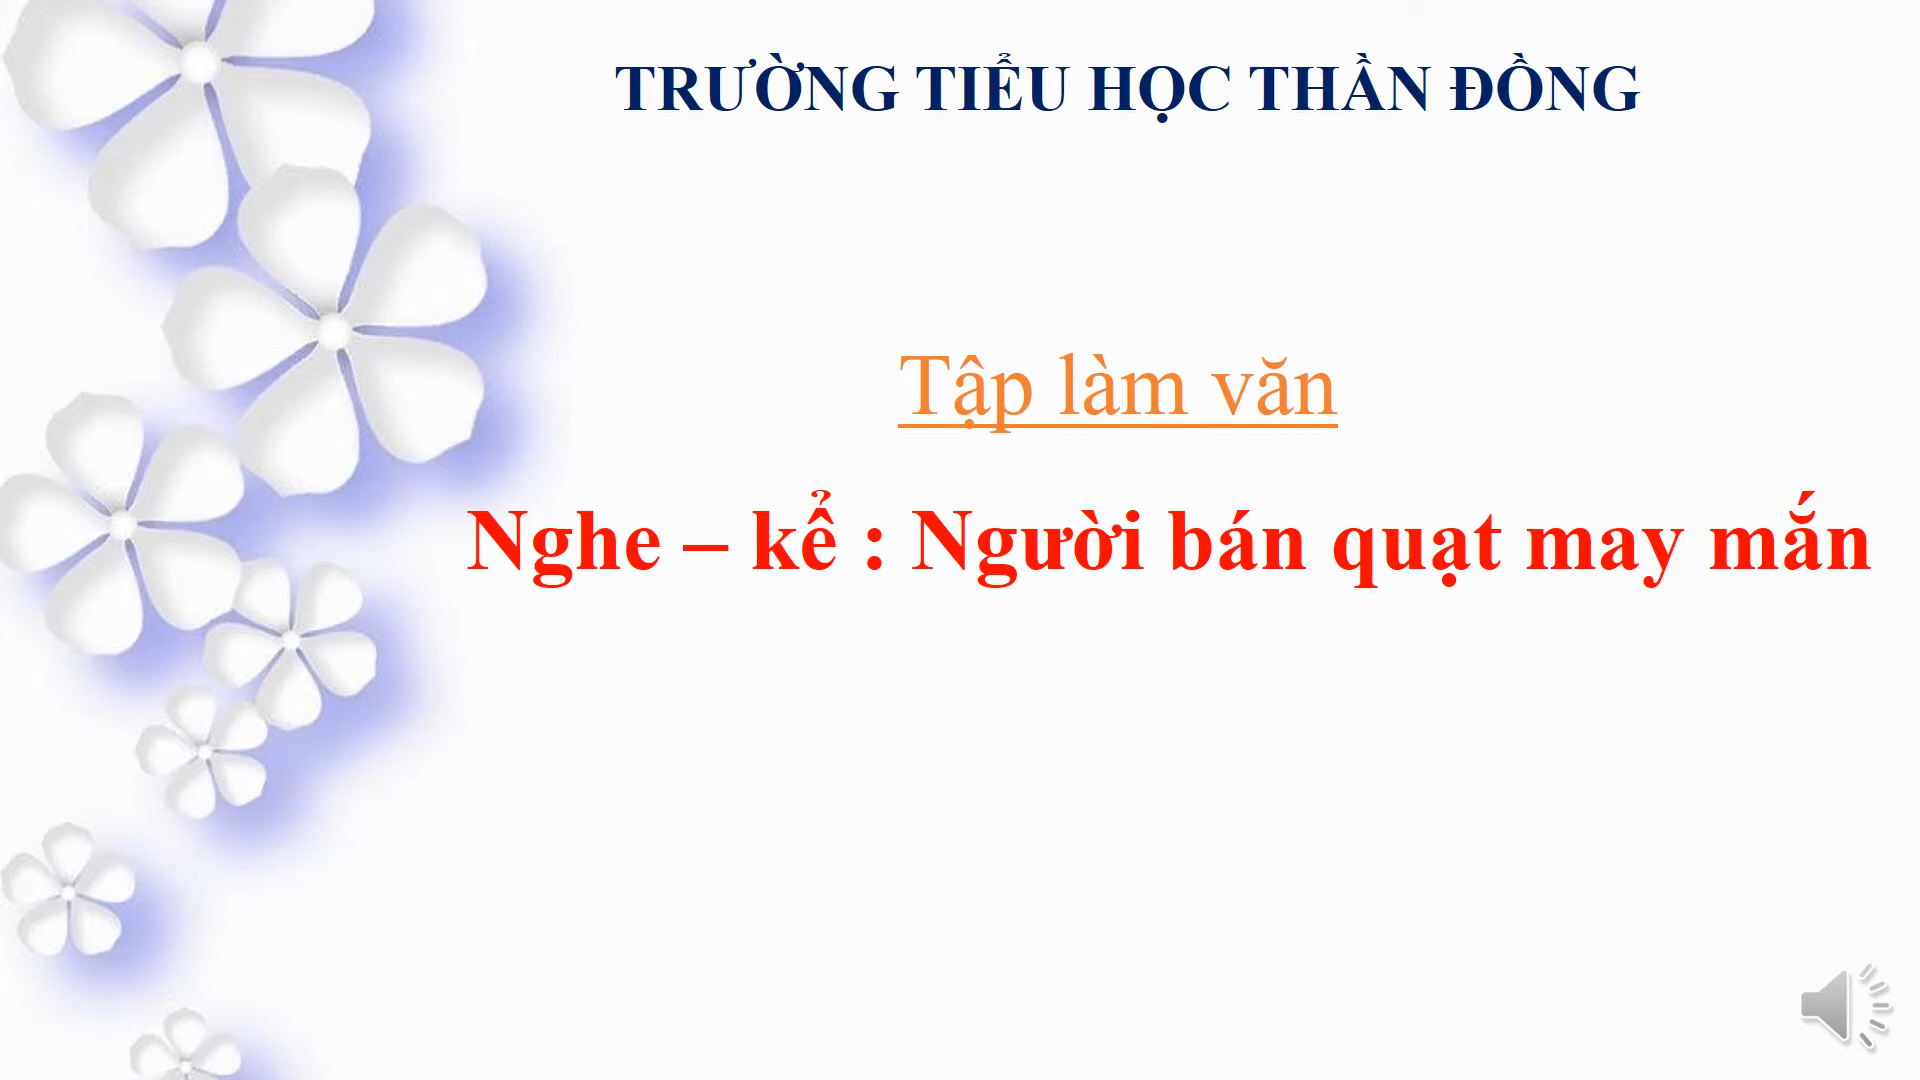 TRƯỜNG TIỂU HỌC THẦN ĐỒNG
Tập làm văn
Nghe – kể : Người bán quạt may mắn